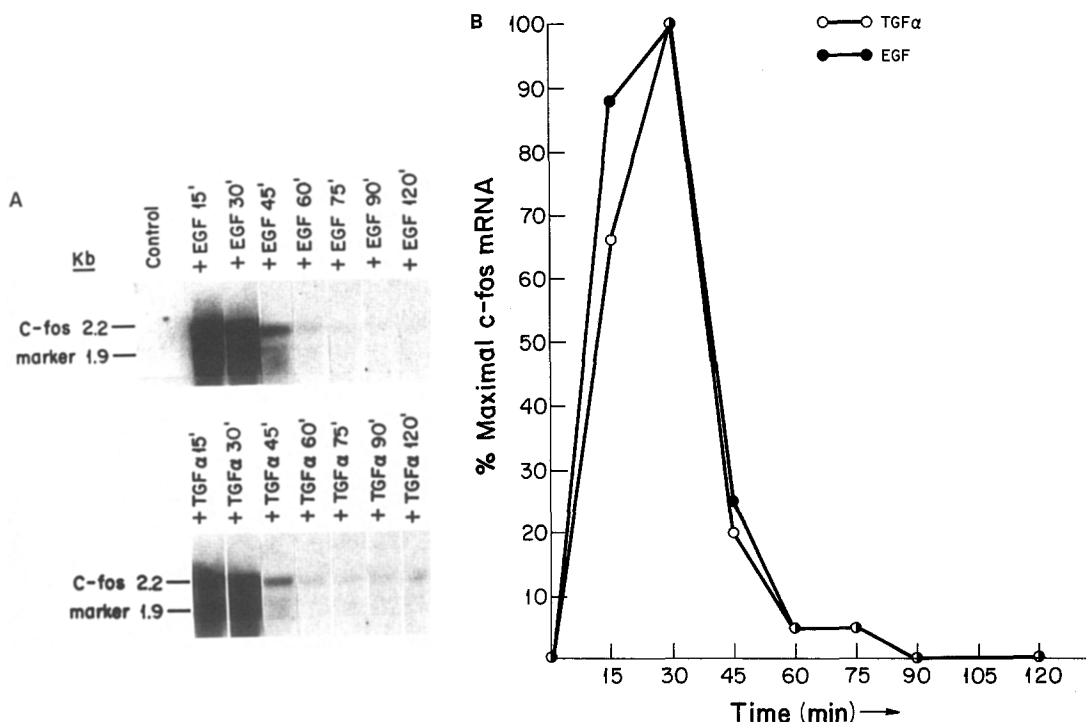 A
Kb
Control
+ EGF 15'
+ EGF 30'
+ EGF 45'
+ EGF 60'
+ EGF 75'
+ EGF 90'
+ EGF 120'
C-fos 2.2
marker 1.9
+ TGFα 15'
+ TGFα 30'
+ TGFα 45'
+ TGFα 60'
+ TGFα 75'
+ TGFα 90'
+ TGFα 120'
C-fos 2.2
marker 1.9
B
TGFα
EGF
% Maximal c-fos mRNA
100
90
80
70
60
50
40
30
20
10
15 30 45 60 75 90 105 120
Time (min) →